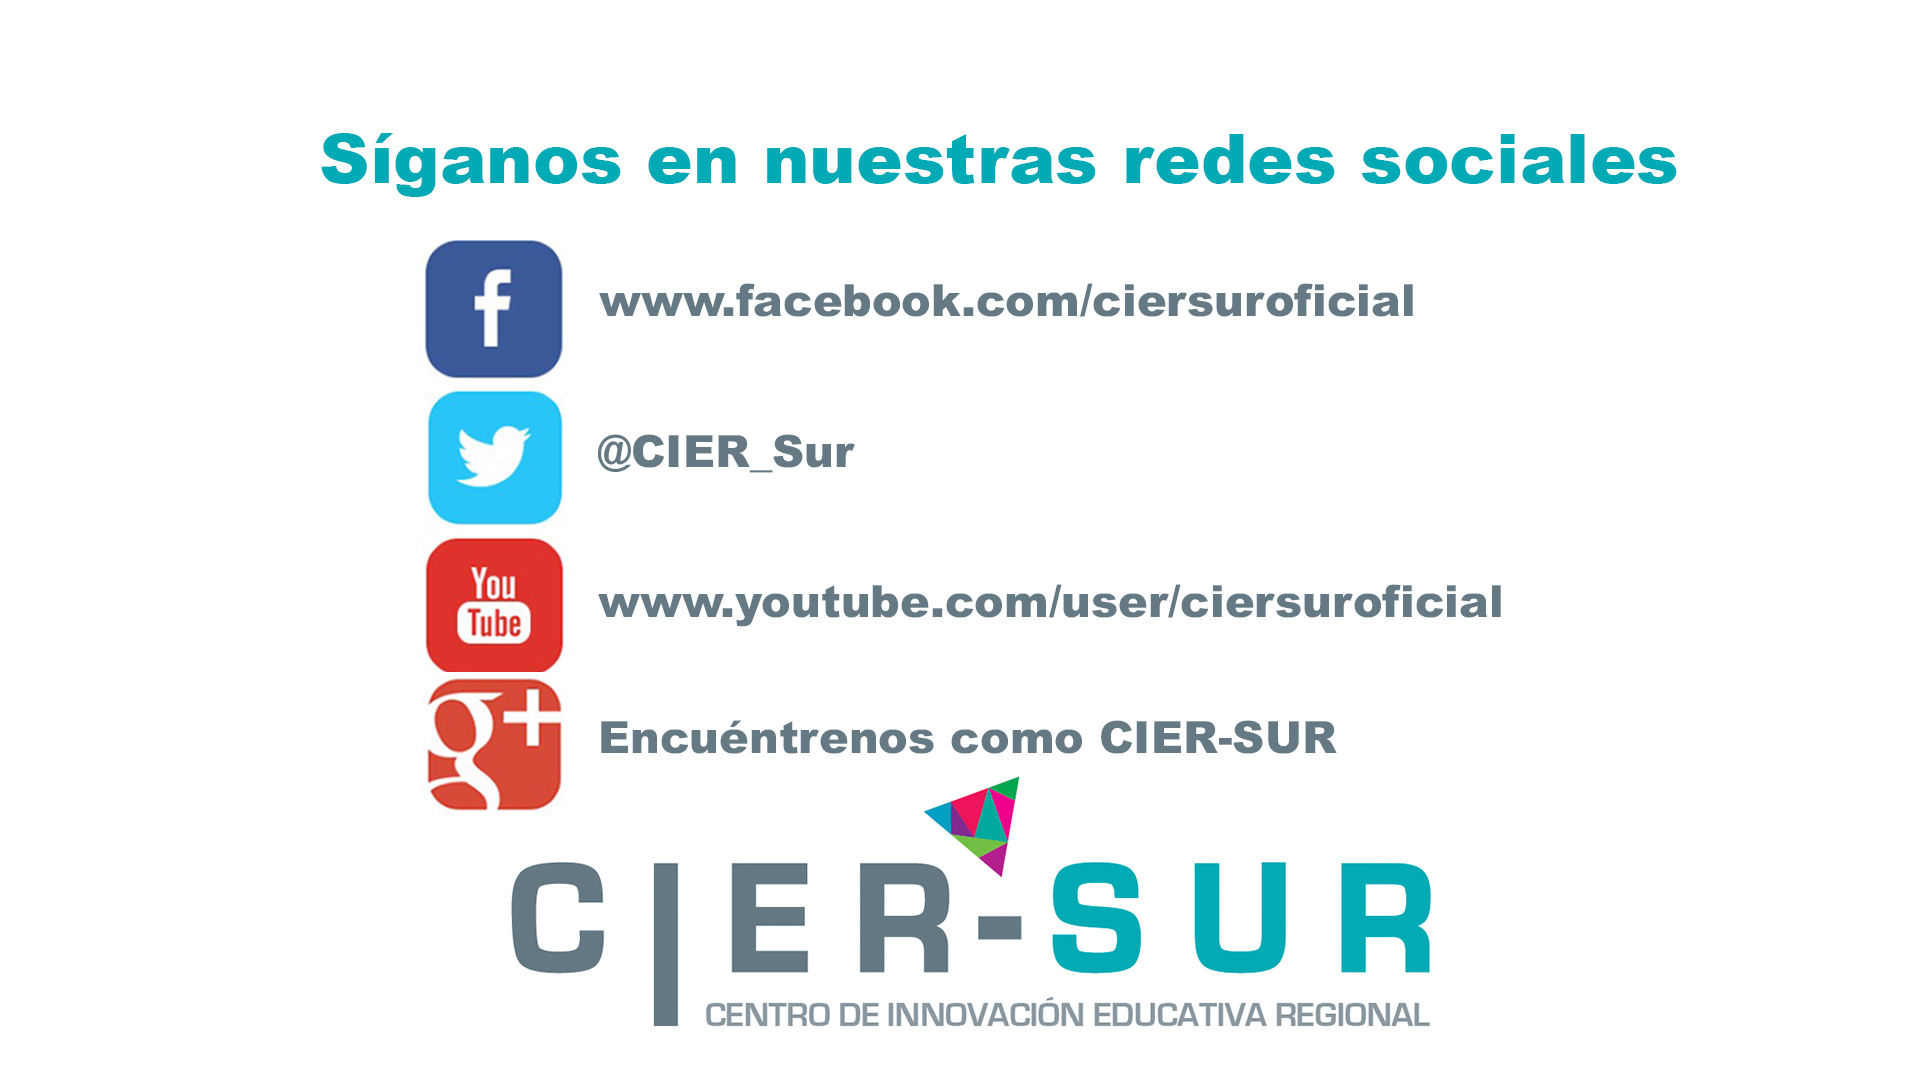 Síganos en nuestras redes sociales
f
www.facebook.com/ciersuroficial
@CIER_Sur
You
Tube
www.youtube.com/user/ciersuroficial
g+
Encuéntrenos como CIER-SUR
CIER-SUR
CENTRO DE INNOVACIÓN EDUCATIVA REGIONAL